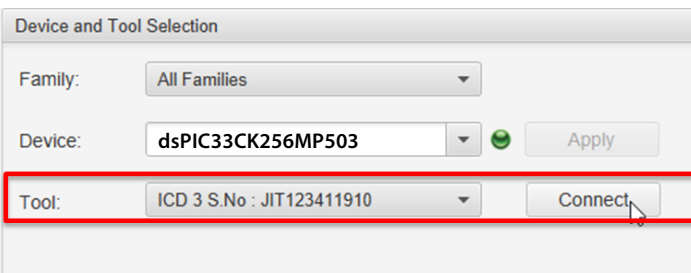 Device and Tool Selection
Family: All Families
Device: dsPIC33CK256MP503 Apply
Tool: ICD 3 S.No : JIT123411910 Connect